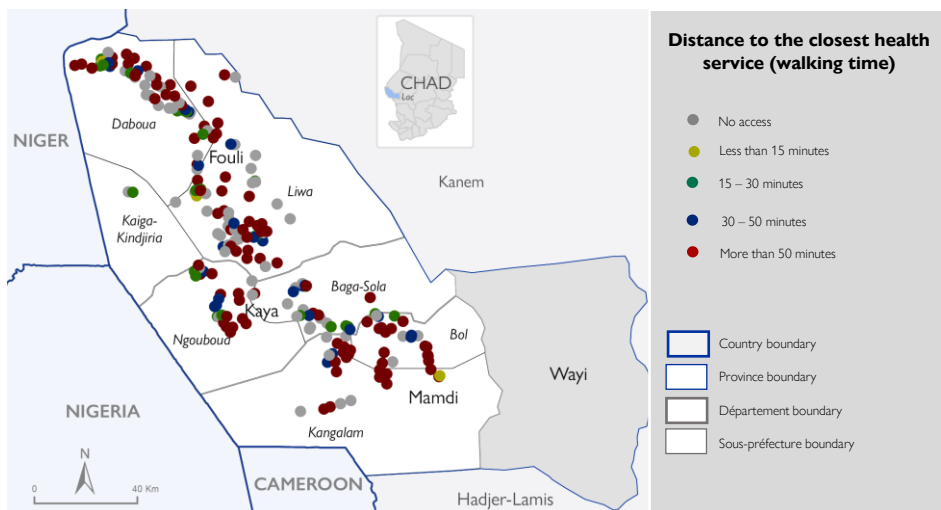 Distance to the closest health
service (walking time)
No access
Less than 15 minutes
15 – 30 minutes
30 – 50 minutes
More than 50 minutes
Country boundary
Province boundary
Département boundary
Sous-préfecture boundary
CHAD
Lac
NIGER
Daboua
Fouli
Liwa
Kanem
Kaiga-
Kindjiria
Baga-Sola
Kaya
Ngouboua
Bol
Wayi
Mamdi
NIGERIA
Kangalam
N
0 40 Km
CAMEROON
Hadjer-Lamis